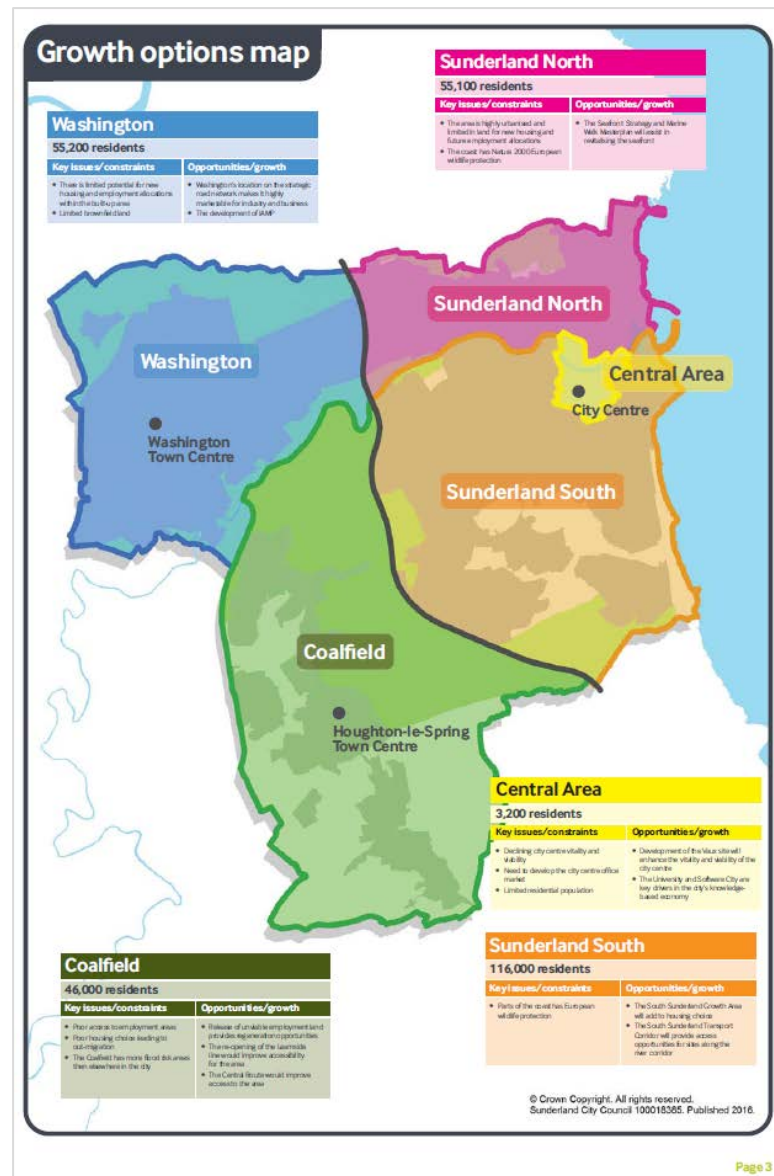 Growth options map
Sunderland North
55,100 residents
Key issues/constraints
Opportunities/growth
• The area is highly urbanised and
limited in land for new housing and
future employment allocations
• The coast has Natura 2000 European
wildlife protection
• The Seafront Strategy and Marine
Walk Masterplan will assist in
revitalising the seafront
Washington
55,200 residents
Key issues/constraints
Opportunities/growth
• There is limited potential for new
housing and employment allocations
within the built-up area
• Limited brownfield land
• Washington's location on the strategic
road network makes it highly
marketable for industry and business
• The development of IAMP
Sunderland North
Washington
Central Area
City Centre
Washington
Town Centre
Sunderland South
Coalfield
Houghton-le-Spring
Town Centre
Central Area
3,200 residents
Key issues/constraints
Opportunities/growth
• Declining city centre vitality and
viability
• Need to develop the city centre office
market
• Limited residential population
• Development of the Vaux site will
enhance the vitality and viability of the
city centre
• The University and Software City are
key drivers in the city's knowledge-
based economy
Sunderland South
116,000 residents
Key issues/constraints
Opportunities/growth
• Parts of the coast has European
wildlife protection
• The South Sunderland Growth Area
will add to housing choice
• The South Sunderland Transport
Corridor will provide access
opportunities for sites along the
river corridor
Coalfield
46,000 residents
Key issues/constraints
Opportunities/growth
• Poor access to employment areas
• Poor housing choice leading to
out-migration
• The Coalfield has more flood risk areas
then elsewhere in the city
• Release of unviable employment land
provides regeneration opportunities
• The re-opening of the Leamside
line would improve accessibility
for the area
• The Central Route would improve
access to the area
© Crown Copyright. All rights reserved.
Sunderland City Council 100018385. Published 2016.
Page 3